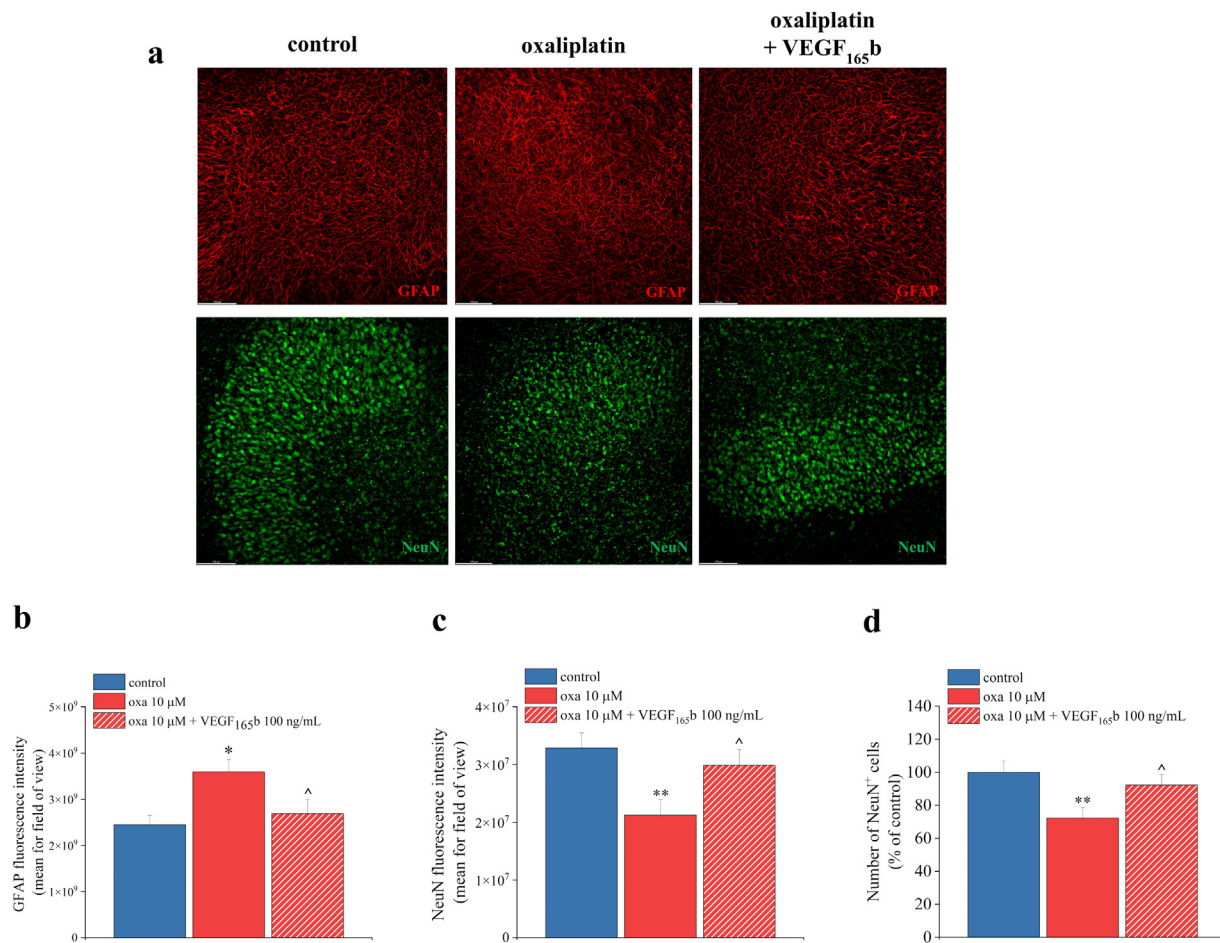 a
control
oxaliplatin
oxaliplatin
+ VEGF₁₆₅b
GFAP
GFAP
GFAP
NeuN
NeuN
NeuN
b
control
oxa 10 µM
oxa 10 µM + VEGF₁₆₅b 100 ng/mL
GFAP fluorescence intensity
(mean for field of view)
5×10⁹
4×10⁹
3×10⁹
2×10⁹
1×10⁹
0
*
^
c
control
oxa 10 µM
oxa 10 µM + VEGF₁₆₅b 100 ng/mL
NeuN fluorescence intensity
(mean for field of view)
4×10⁷
3×10⁷
2×10⁷
1×10⁷
0
**
^
d
control
oxa 10 µM
oxa 10 µM + VEGF₁₆₅b 100 ng/mL
Number of NeuN⁺ cells
(% of control)
140
120
100
80
60
40
20
0
**
^